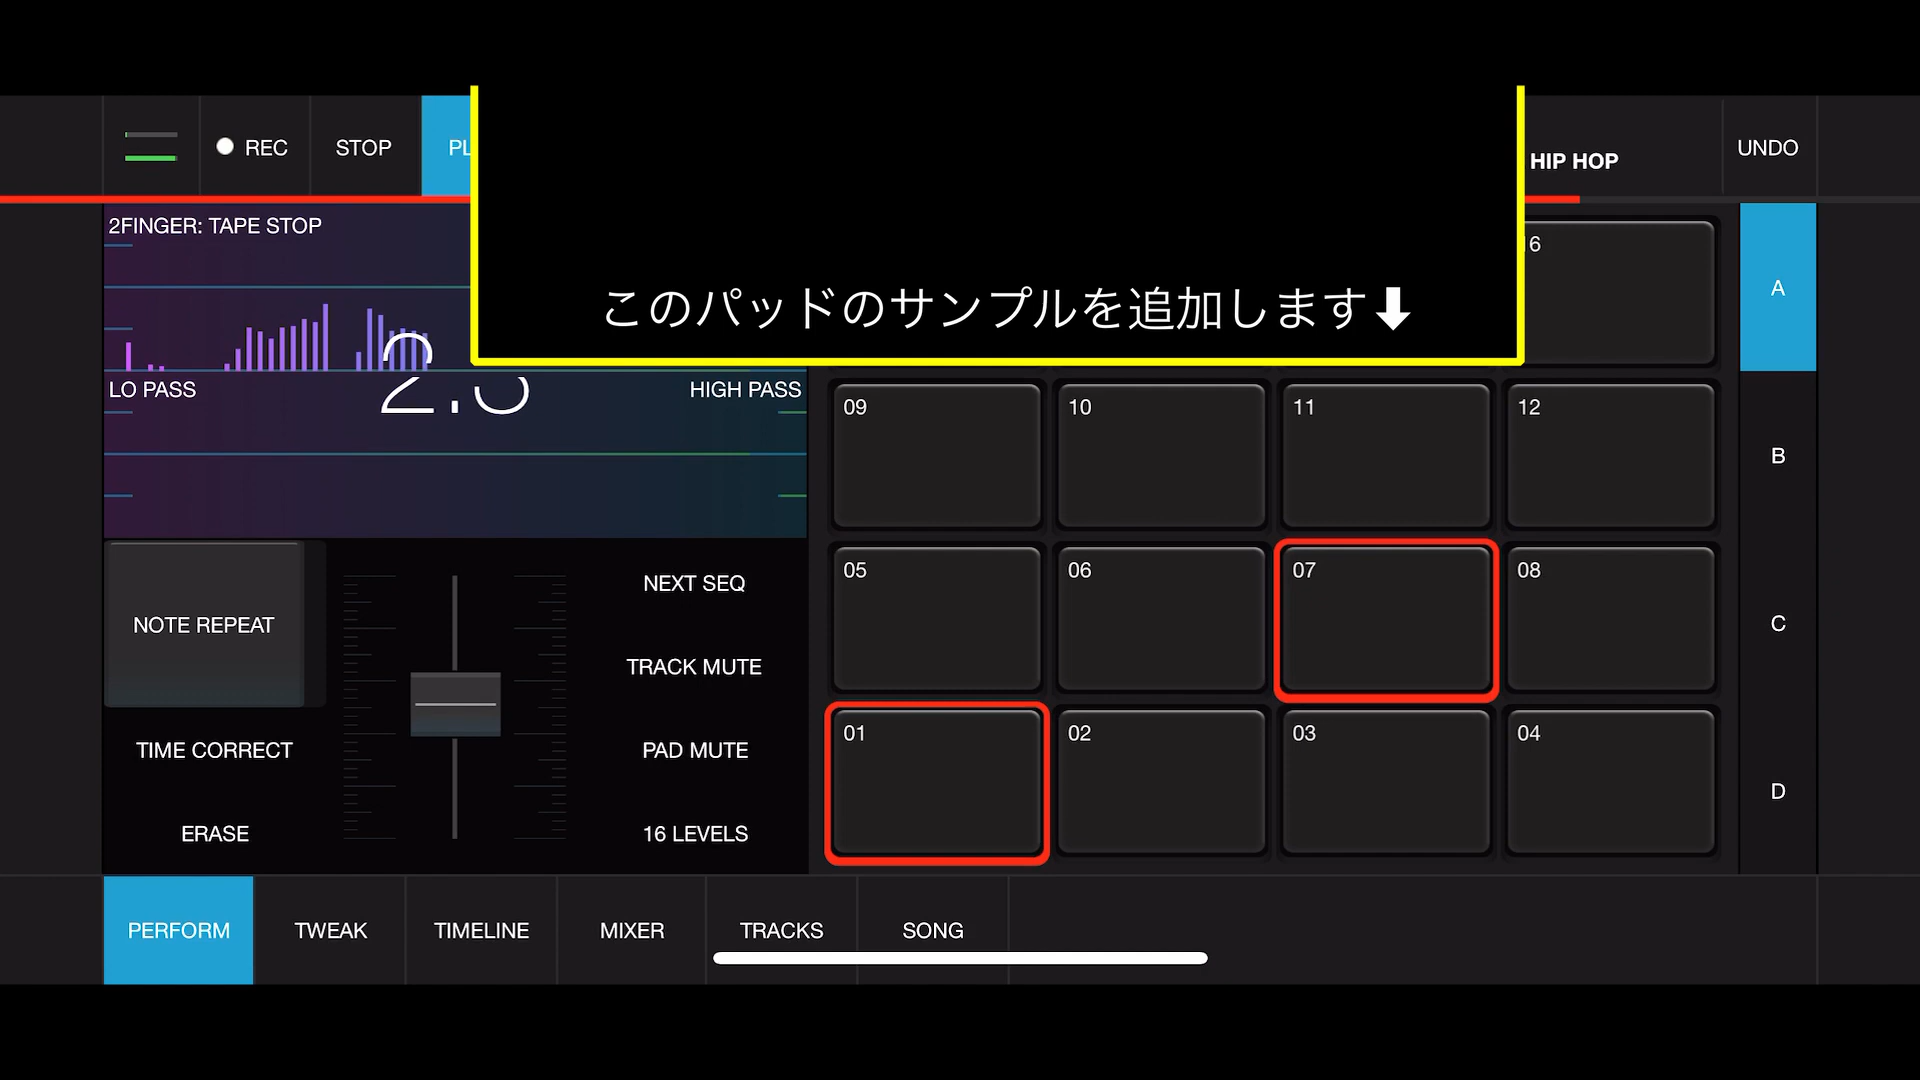 REC
STOP
PL
HIP HOP
UNDO
2FINGER: TAPE STOP
このパッドのサンプルを追加します⬇
6
A
LO PASS
HIGH PASS
09
10
11
12
B
05
06
07
08
NEXT SEQ
NOTE REPEAT
C
TRACK MUTE
01
02
03
04
TIME CORRECT
PAD MUTE
D
ERASE
16 LEVELS
PERFORM
TWEAK
TIMELINE
MIXER
TRACKS
SONG